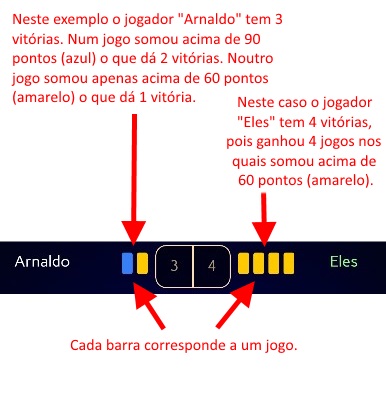 Neste exemplo o jogador "Arnaldo" tem 3
vitórias. Num jogo somou acima de 90
pontos (azul) o que dá 2 vitórias. Noutro
jogo somou apenas acima de 60 pontos
(amarelo) o que dá 1 vitória.
Neste caso o jogador
"Eles" tem 4 vitórias,
pois ganhou 4 jogos nos
quais somou acima de
60 pontos (amarelo).
Arnaldo 3 4 Eles
Cada barra corresponde a um jogo.